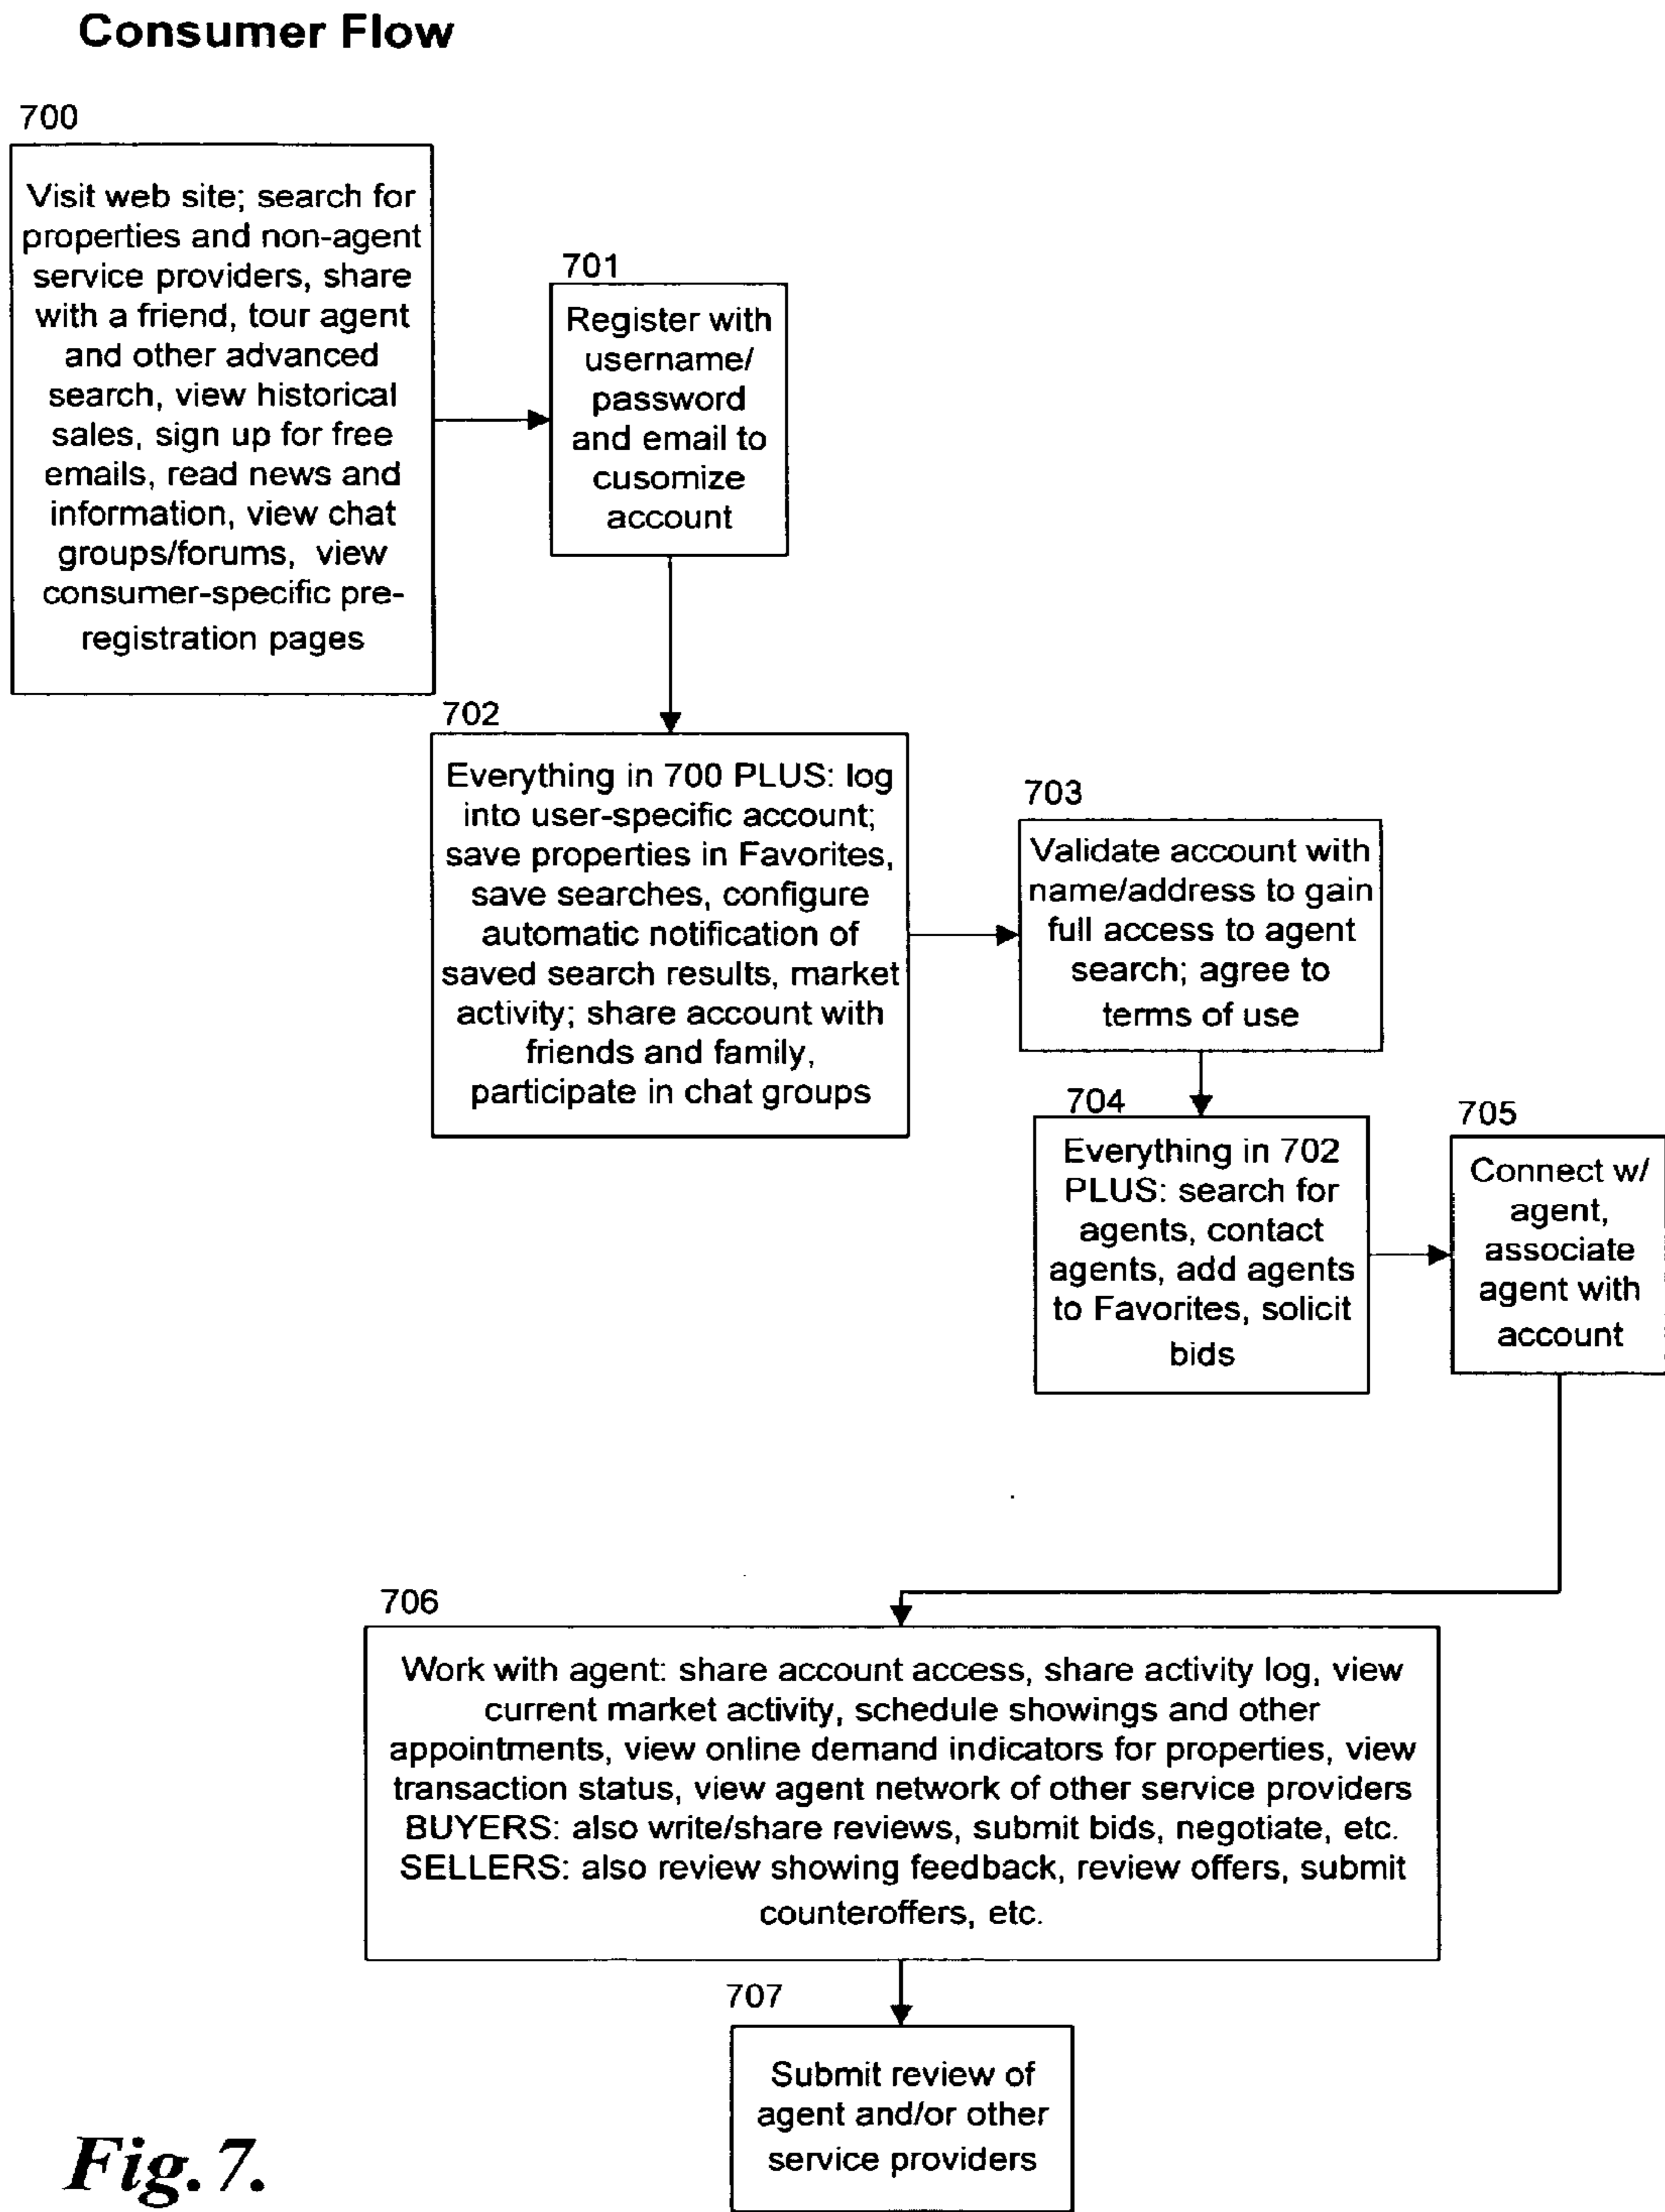 Consumer Flow
700
Visit web site; search for
properties and non-agent
service providers, share
with a friend, tour agent
and other advanced
search, view historical
sales, sign up for free
emails, read news and
information, view chat
groups/forums, view
consumer-specific pre-
registration pages
701
Register with
username/
password
and email to
cusomize
account
702
Everything in 700 PLUS: log
into user-specific account;
save properties in Favorites,
save searches, configure
automatic notification of
saved search results, market
activity; share account with
friends and family,
participate in chat groups
703
Validate account with
name/address to gain
full access to agent
search; agree to
terms of use
704
Everything in 702
PLUS: search for
agents, contact
agents, add agents
to Favorites, solicit
bids
705
Connect w/
agent,
associate
agent with
account
706
Work with agent: share account access, share activity log, view
current market activity, schedule showings and other
appointments, view online demand indicators for properties, view
transaction status, view agent network of other service providers
BUYERS: also write/share reviews, submit bids, negotiate, etc.
SELLERS: also review showing feedback, review offers, submit
counteroffers, etc.
707
Submit review of
agent and/or other
service providers
Fig. 7.